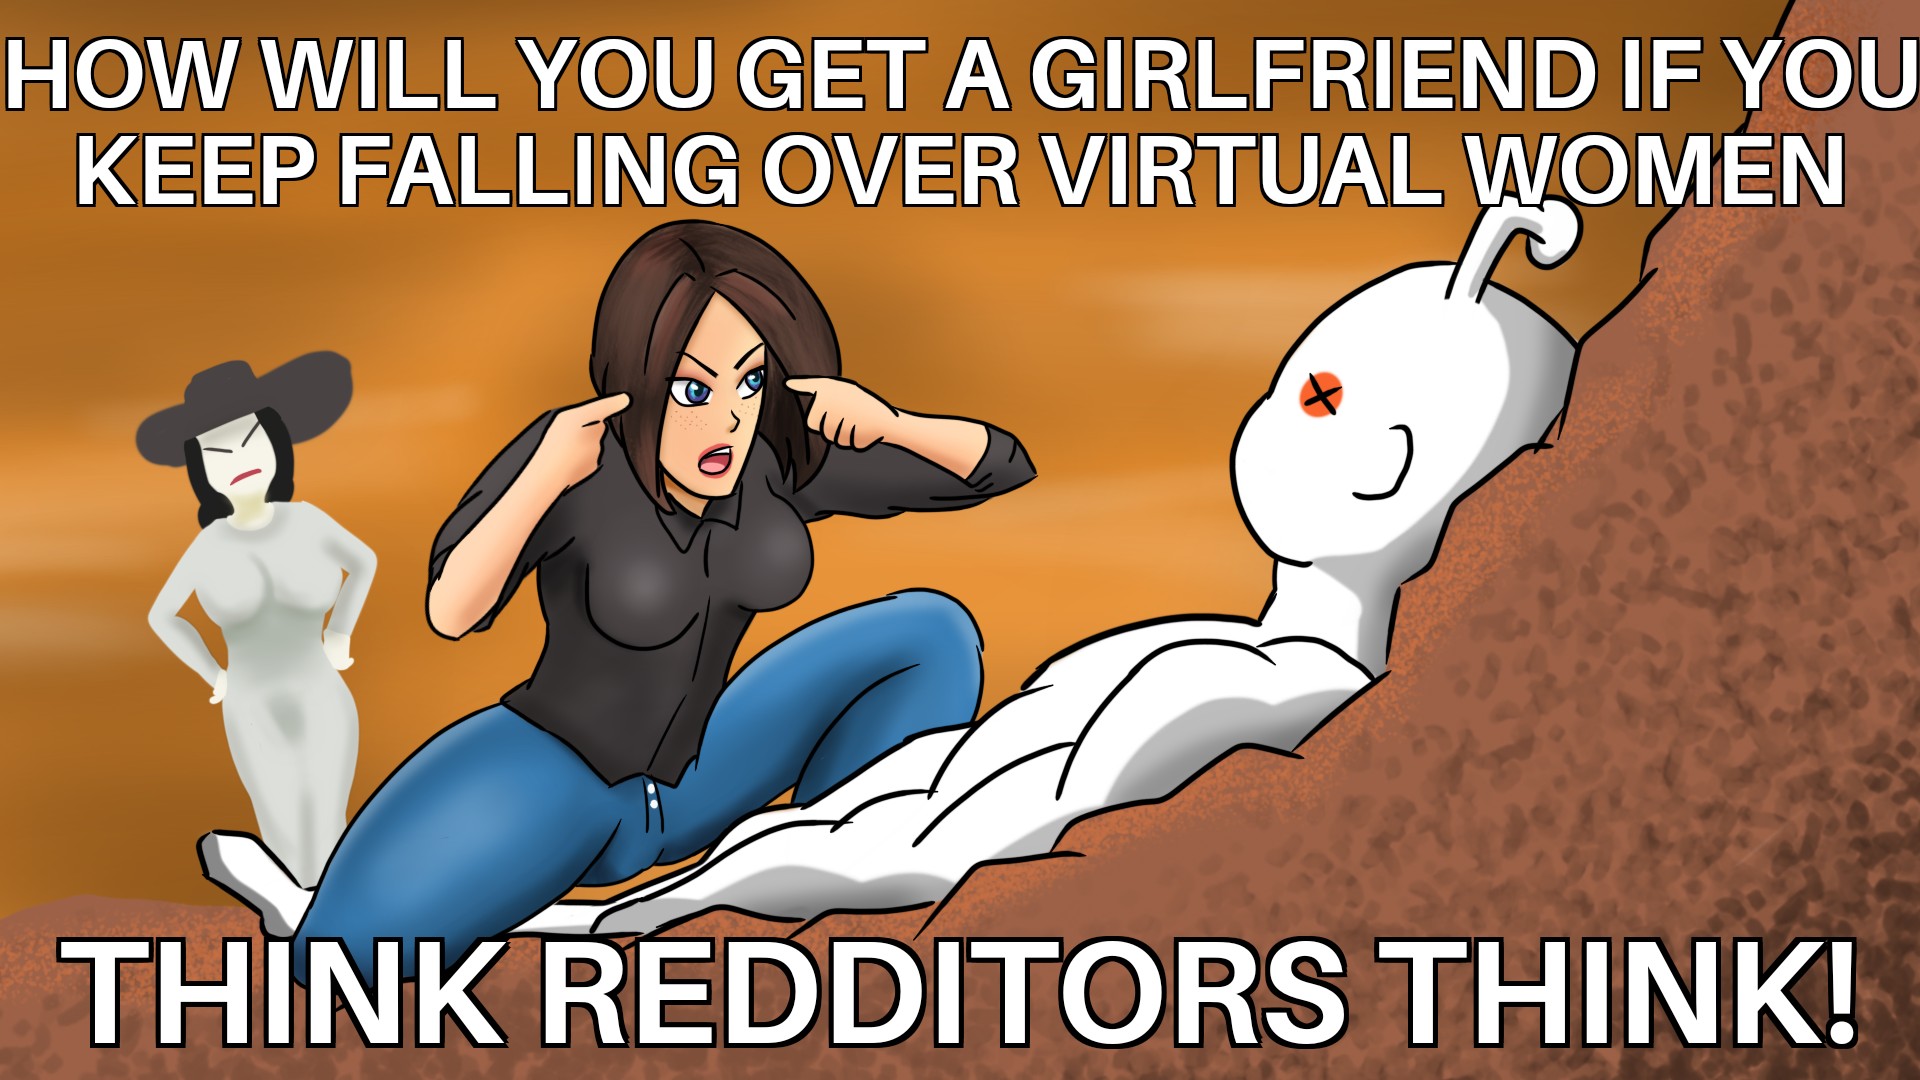 HOW WILL YOU GET A GIRLFRIEND IF YOU
KEEP FALLING OVER VIRTUAL WOMEN
THINK REDDITORS THINK!